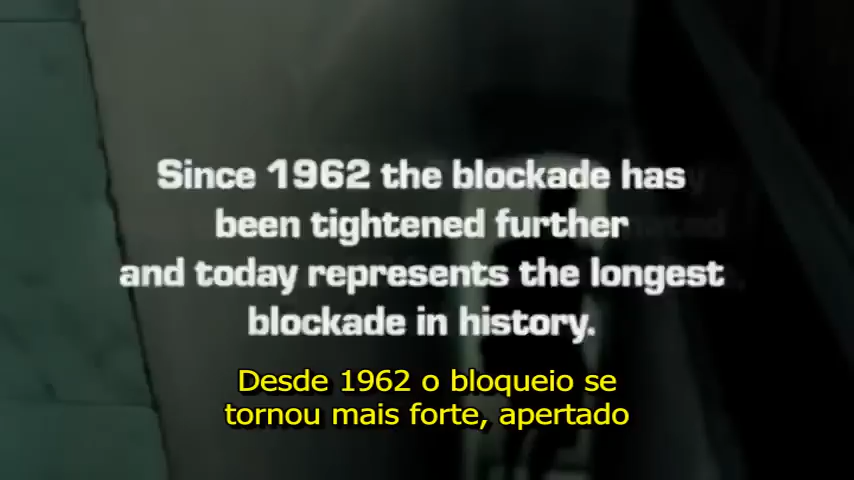 Since 1962 the blockade has
been tightened further
and today represents the longest
blockade in history.
Desde 1962 o bloqueio se
tornou mais forte, apertado